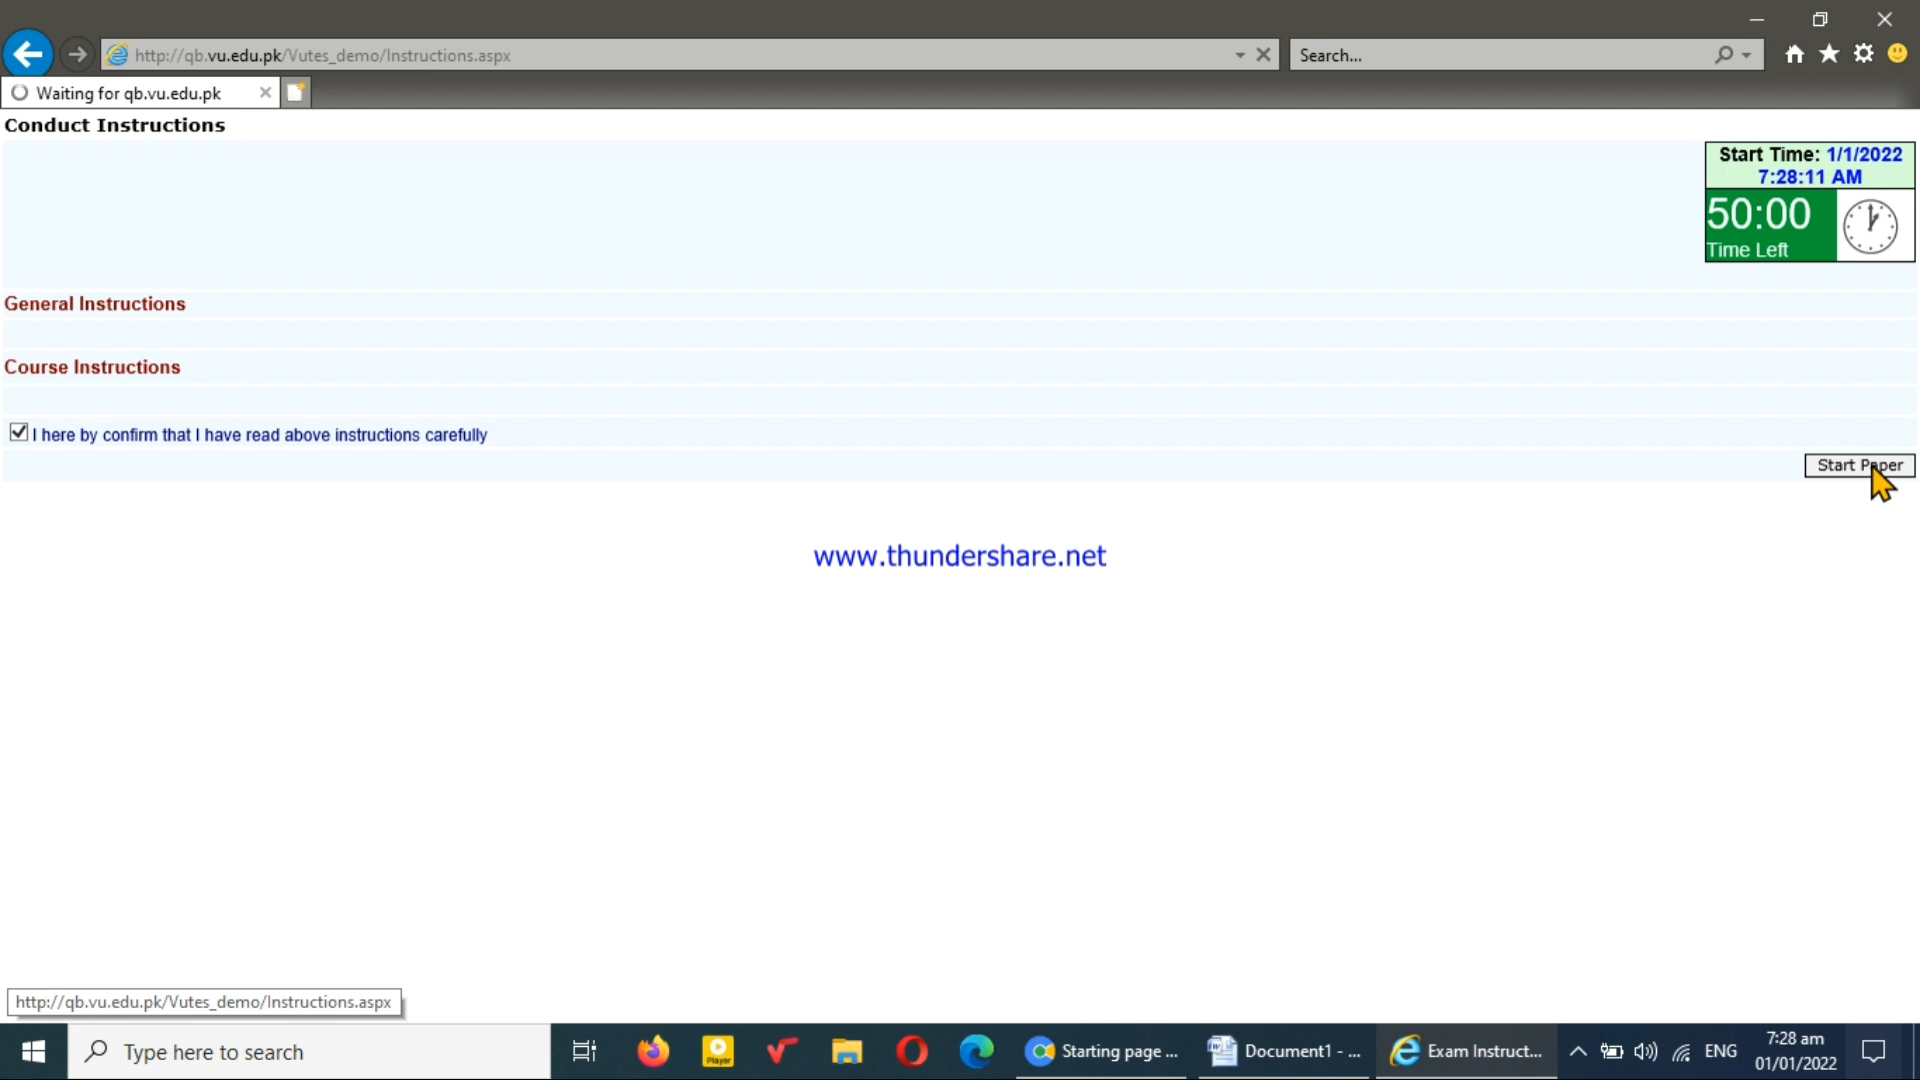 http://qb.vu.edu.pk/Vutes_demo/Instructions.aspx
Search...
Waiting for qb.vu.edu.pk
Conduct Instructions
Start Time: 1/1/2022
7:28:11 AM
50:00
Time Left
General Instructions
Course Instructions
I here by confirm that I have read above instructions carefully
Start Paper
www.thundershare.net
http://qb.vu.edu.pk/Vutes_demo/Instructions.aspx
Type here to search
Player
Starting page ...
Document1 - ...
Exam Instruct...
ENG
7:28 am
01/01/2022